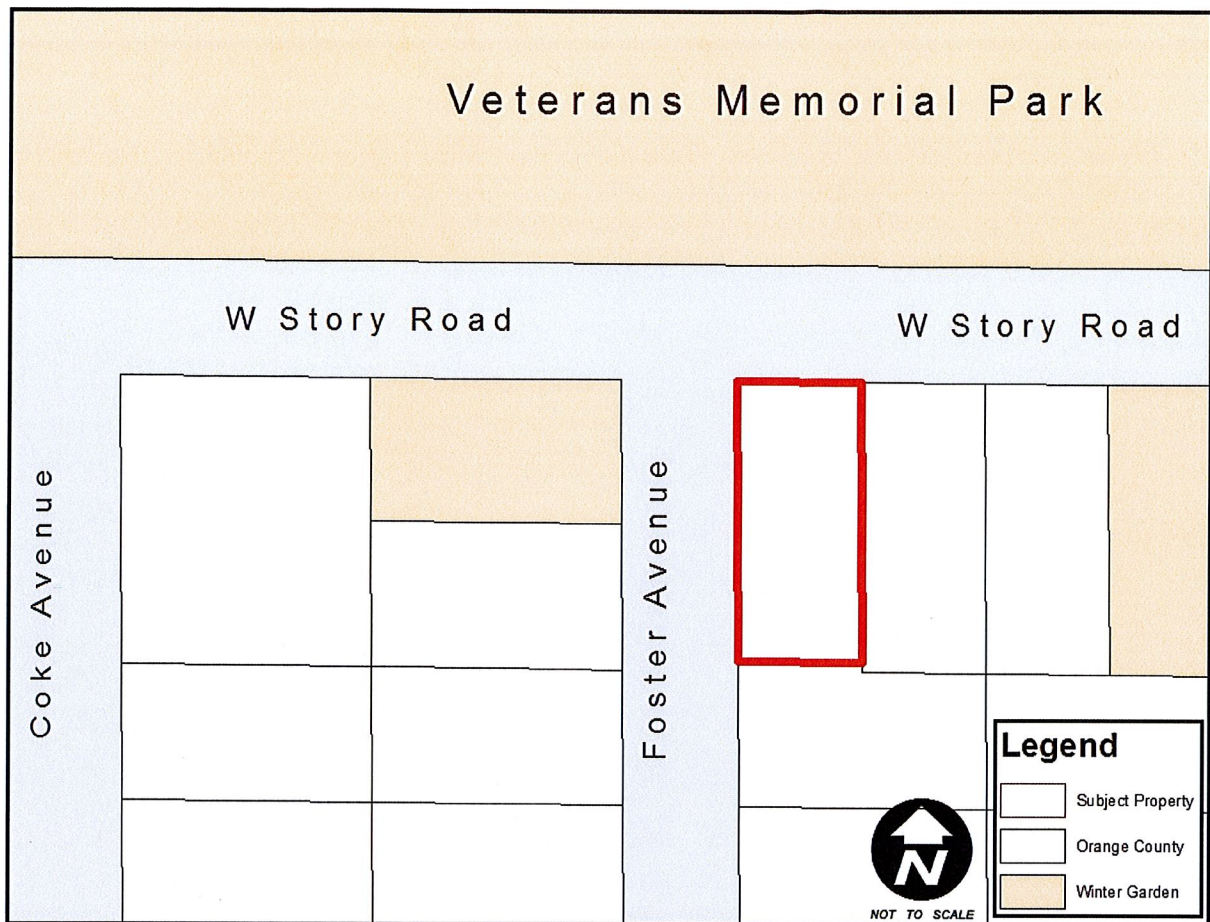 Veterans Memorial Park
W Story Road
W Story Road
Coke Avenue
Foster Avenue
Legend
Subject Property
Orange County
Winter Garden
N
NOT TO SCALE